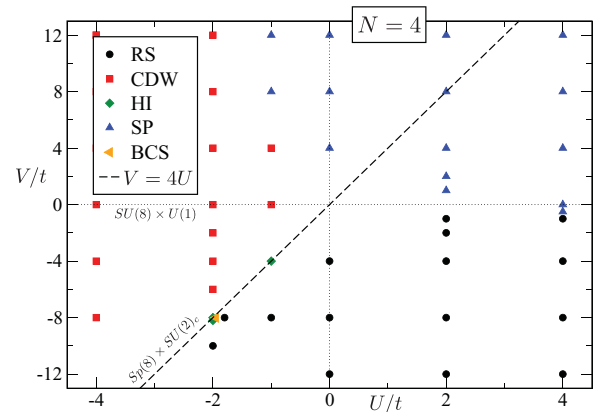 N = 4
12
8
4
0
-4
-8
-12
V/t
RS
CDW
HI
SP
BCS
V = 4U
SU(8) × U(1)
Sp(8) × SU(2)c
-4
-2
0
2
4
U/t